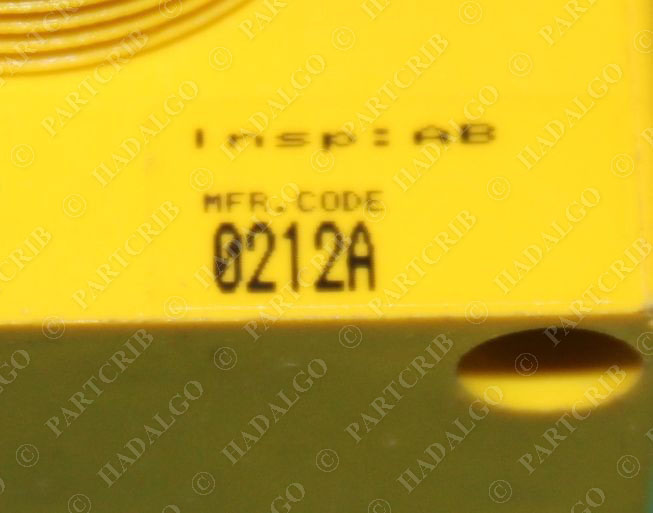 Insp: AB
MFR. CODE
0212A